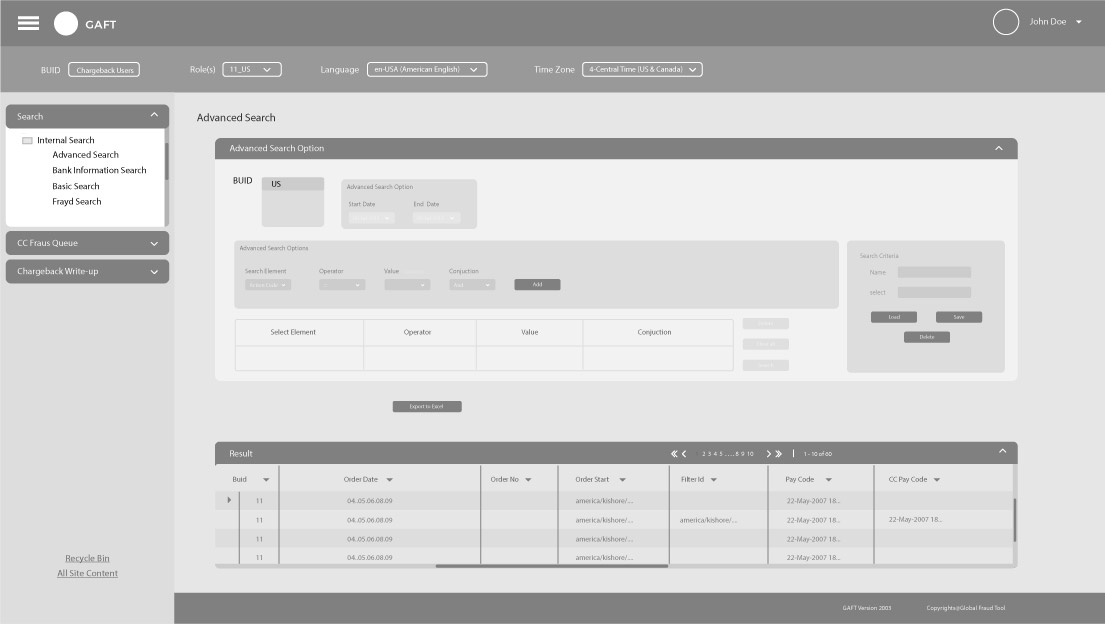 GAFT
John Doe
BUID Chargeback Users Role(s) 11_US Language en-USA (American English) Time Zone 4-Central Time (US & Canada)
Search
Internal Search
Advanced Search
Bank Information Search
Basic Search
Frayd Search
CC Fraus Queue
Chargeback Write-up
Recycle Bin
All Site Content
Advanced Search
Advanced Search Option
BUID US
Advanced Search Option
Start Date End Date
Advanced Search Options
Search Element Operator Value Conjuction
Add
Search Criteria
Name
select
Load Save
Delete
Select Element Operator Value Conjuction
Export to Excel
Result 2 3 4 5 .....8 9 10 1 - 10 of 60
Buid Order Date Order No Order Start Filter Id Pay Code CC Pay Code
11 04..05.06.08.09 america/kishore/... 22-May-2007 18...
11 04..05.06.08.09 america/kishore/... america/kishore/... 22-May-2007 18... 22-May-2007 18...
11 04..05.06.08.09 america/kishore/... 22-May-2007 18...
11 04..05.06.08.09 america/kishore/... 22-May-2007 18...
GAFT Version 2003 Copyrights@Global Fraud Tool